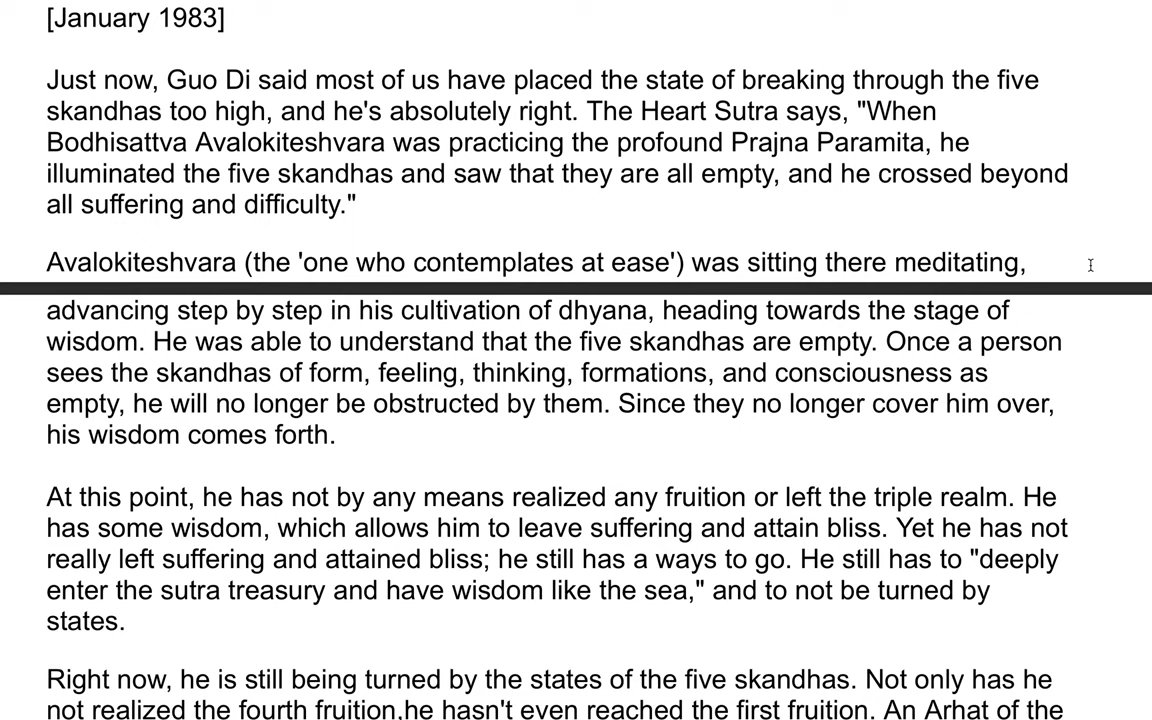 [January 1983]
Just now, Guo Di said most of us have placed the state of breaking through the five
skandhas too high, and he's absolutely right. The Heart Sutra says, "When
Bodhisattva Avalokiteshvara was practicing the profound Prajna Paramita, he
illuminated the five skandhas and saw that they are all empty, and he crossed beyond
all suffering and difficulty."
Avalokiteshvara (the 'one who contemplates at ease') was sitting there meditating,
advancing step by step in his cultivation of dhyana, heading towards the stage of
wisdom. He was able to understand that the five skandhas are empty. Once a person
sees the skandhas of form, feeling, thinking, formations, and consciousness as
empty, he will no longer be obstructed by them. Since they no longer cover him over,
his wisdom comes forth.
At this point, he has not by any means realized any fruition or left the triple realm. He
has some wisdom, which allows him to leave suffering and attain bliss. Yet he has not
really left suffering and attained bliss; he still has a ways to go. He still has to "deeply
enter the sutra treasury and have wisdom like the sea," and to not be turned by
states.
Right now, he is still being turned by the states of the five skandhas. Not only has he
not realized the fourth fruition,he hasn't even reached the first fruition. An Arhat of the